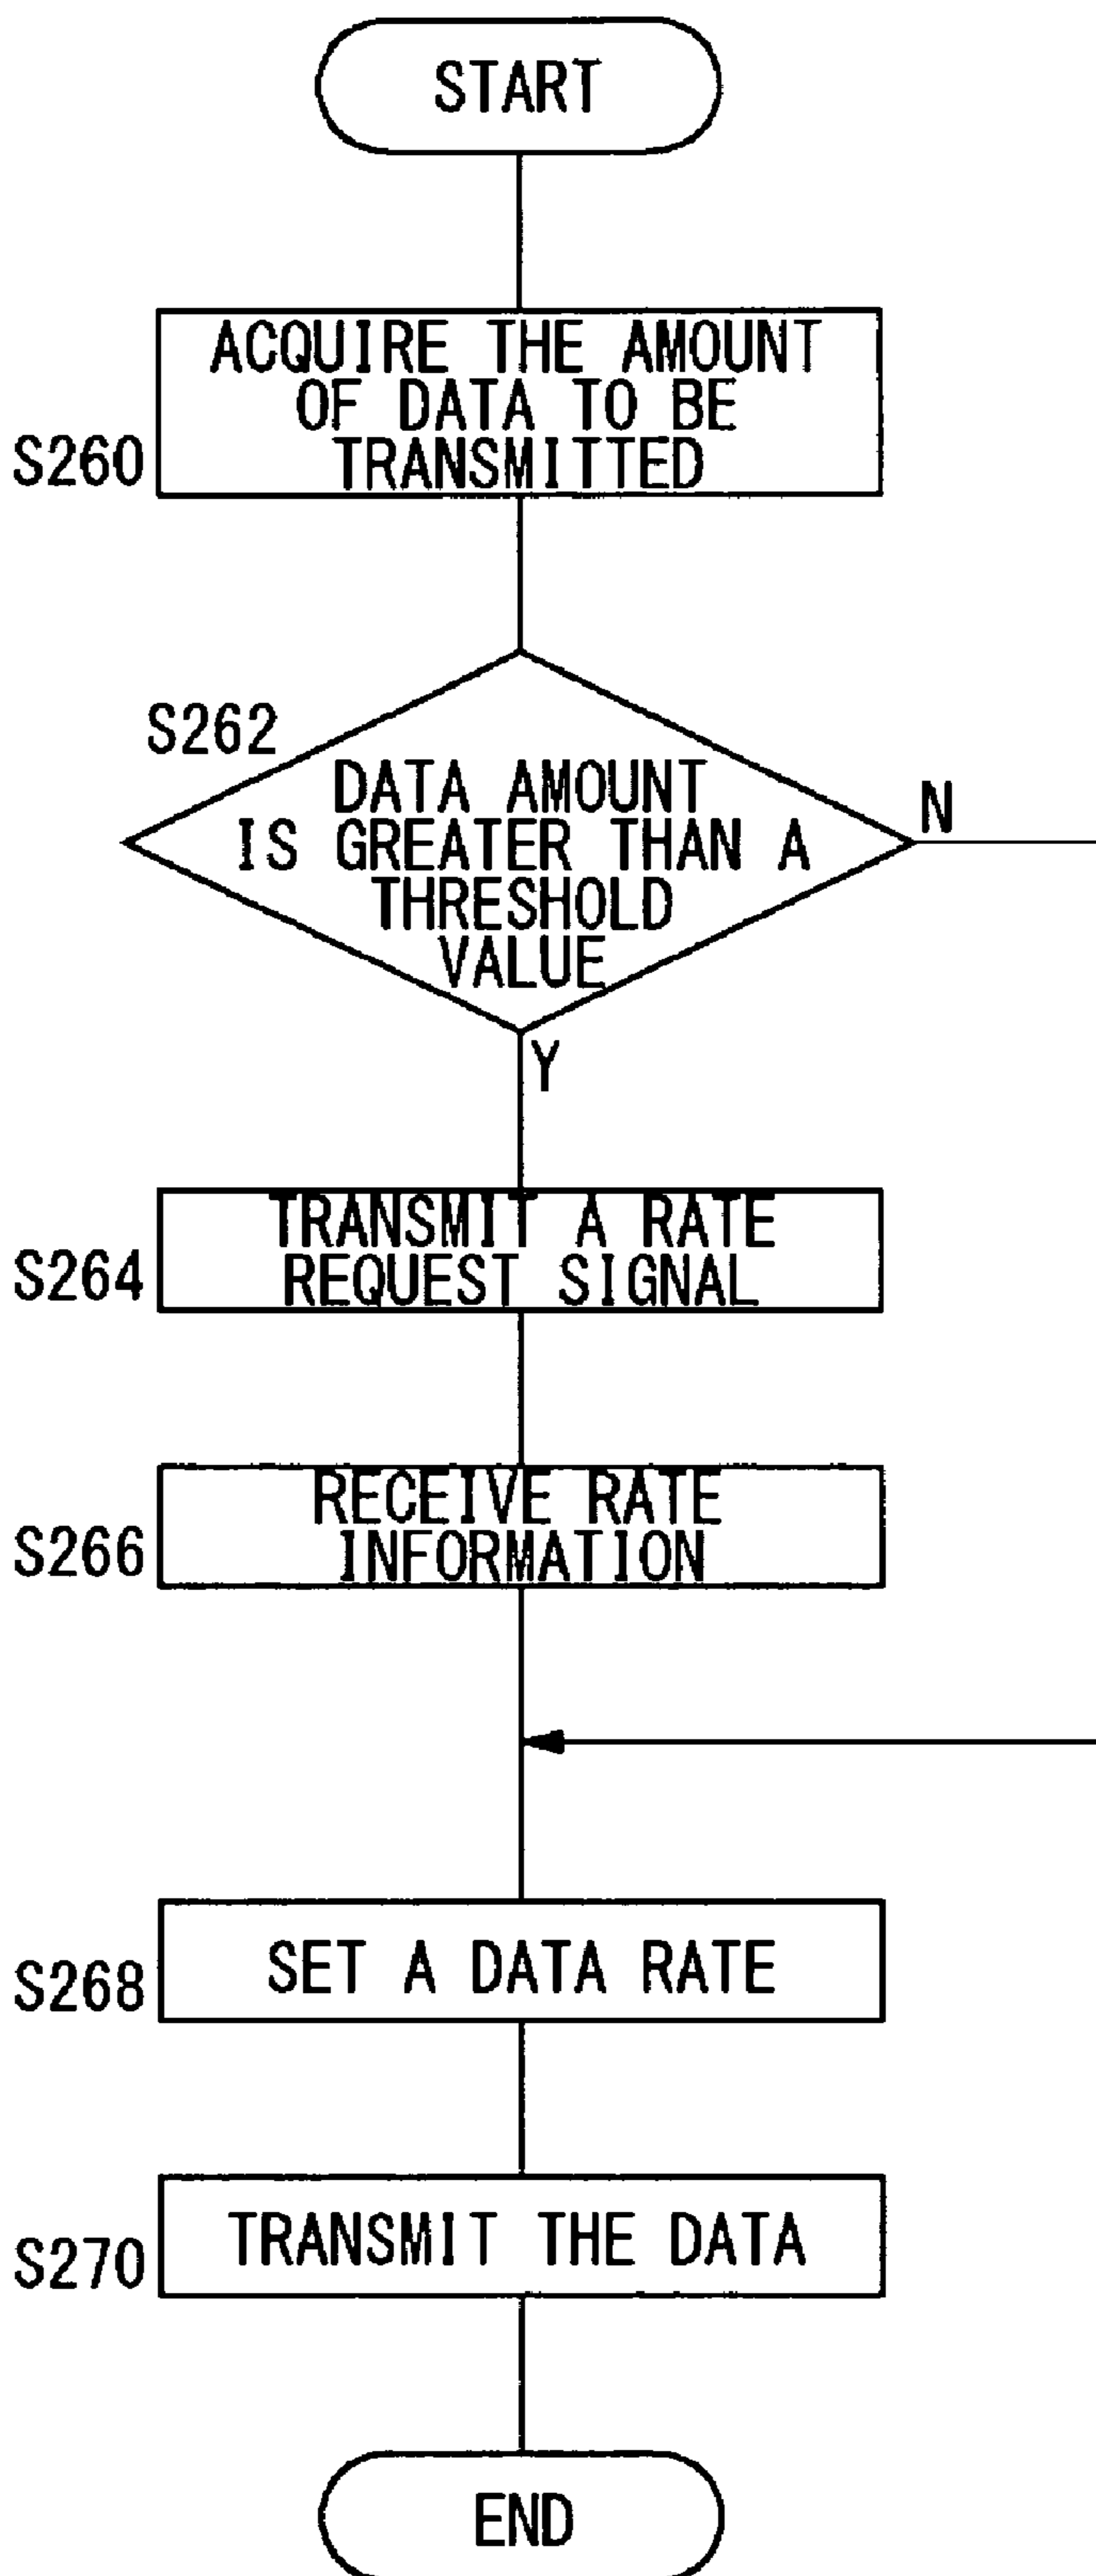 START
ACQUIRE THE AMOUNT
OF DATA TO BE
TRANSMITTED
S260
S262
DATA AMOUNT
IS GREATER THAN A
THRESHOLD
VALUE
N
Y
TRANSMIT A RATE
REQUEST SIGNAL
S264
RECEIVE RATE
INFORMATION
S266
SET A DATA RATE
S268
TRANSMIT THE DATA
S270
END